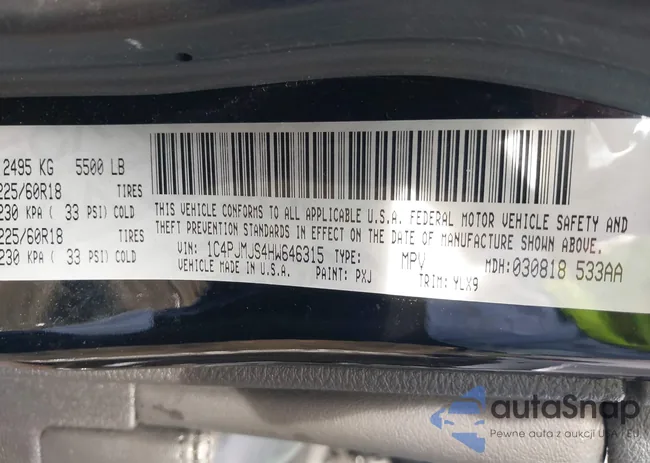 2495 KG 5500 LB
225/60R18 TIRES
230 KPA ( 33 PSI) COLD
225/60R18 TIRES
230 KPA ( 33 PSI) COLD
THIS VEHICLE CONFORMS TO ALL APPLICABLE U.S.A. FEDERAL MOTOR VEHICLE SAFETY AND
THEFT PREVENTION STANDARDS IN EFFECT ON THE DATE OF MANUFACTURE SHOWN ABOVE.
VIN: 1C4PJMJS4HW646315 TYPE: MPV MDH:030818 533AA
VEHICLE MADE IN U.S.A. PAINT: PXJ TRIM: YLX9
autaSnap
Pewne auta z aukcji USA i EU